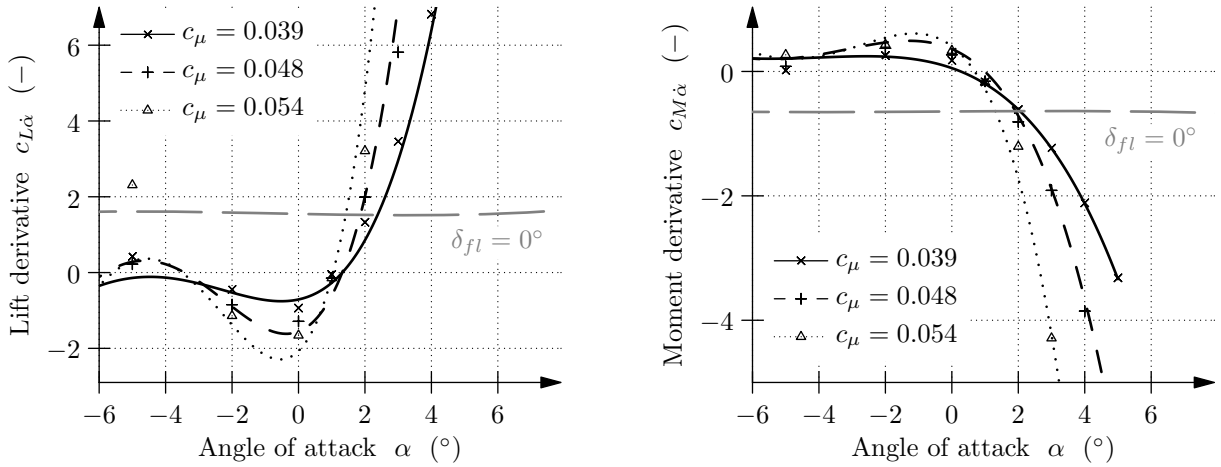 Lift derivative c_{Lα̇} (−)
6
4
2
0
−2
c_μ = 0.039
c_μ = 0.048
c_μ = 0.054
δ_{fl} = 0°
−6 −4 −2 0 2 4 6
Angle of attack α (°)
Moment derivative c_{Mα̇} (−)
0
−2
−4
δ_{fl} = 0°
c_μ = 0.039
c_μ = 0.048
c_μ = 0.054
−6 −4 −2 0 2 4 6
Angle of attack α (°)